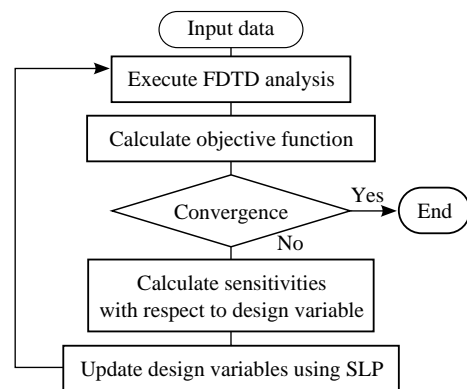 Input data
Execute FDTD analysis
Calculate objective function
Convergence
Yes
End
No
Calculate sensitivities
with respect to design variable
Update design variables using SLP